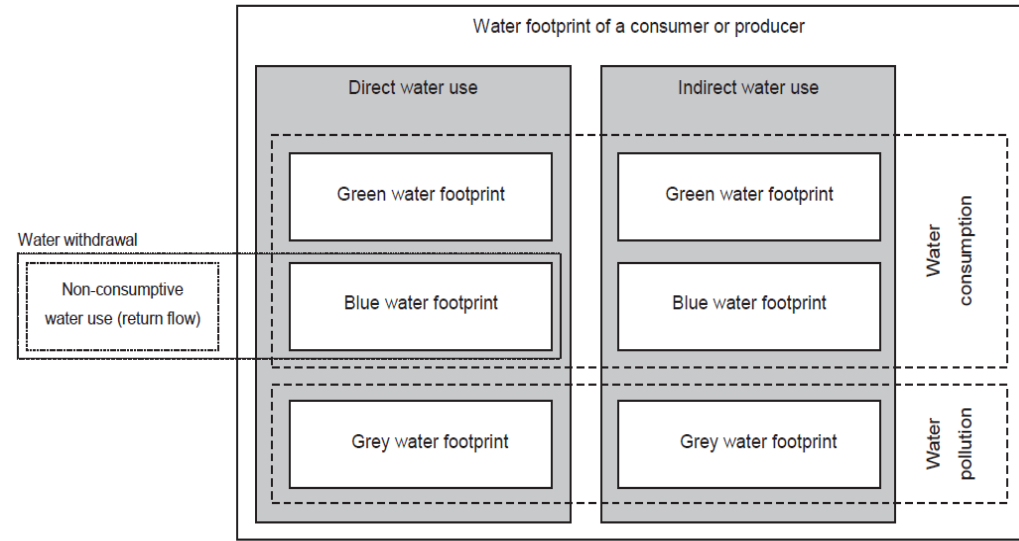 Water footprint of a consumer or producer
Direct water use
Indirect water use
Green water footprint
Green water footprint
Water
consumption
Water withdrawal
Non-consumptive
water use (return flow)
Blue water footprint
Blue water footprint
Grey water footprint
Grey water footprint
Water
pollution